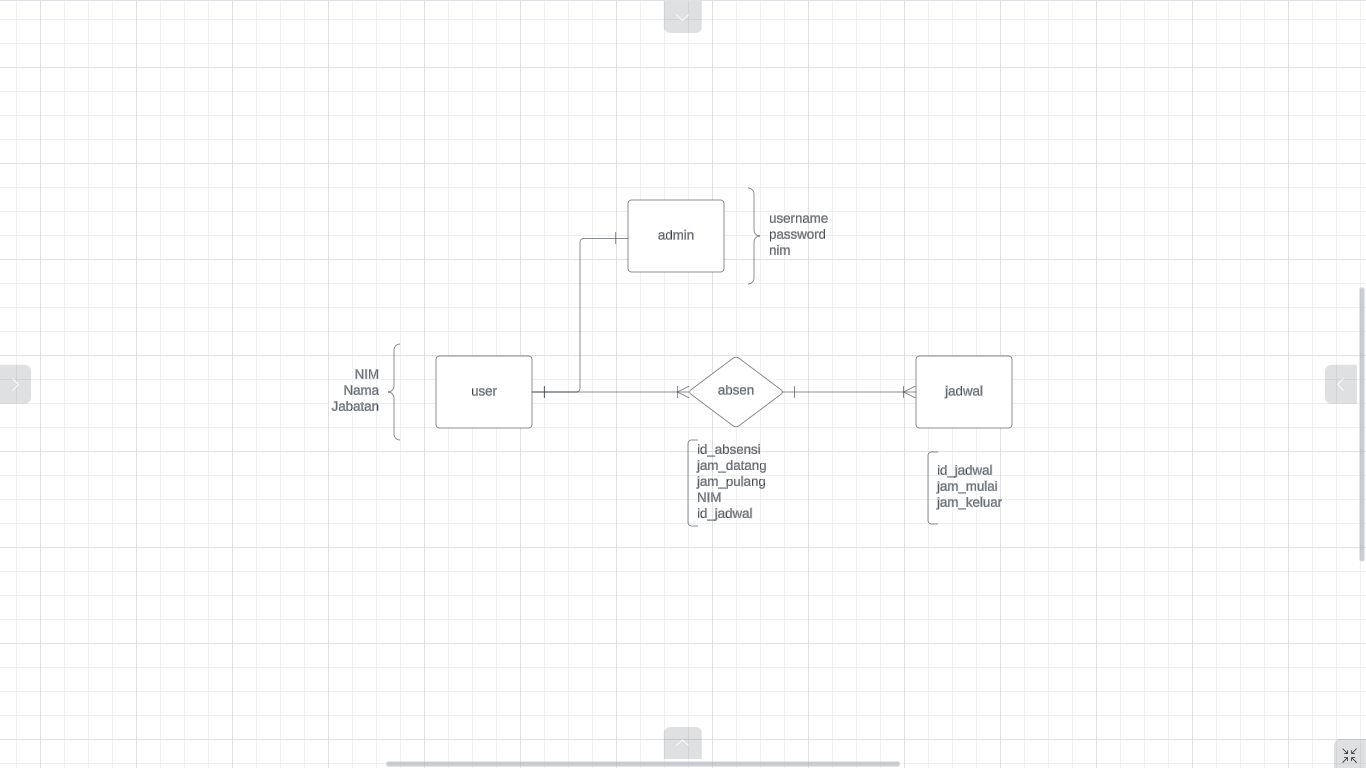 admin
username
password
nim
NIM
Nama
Jabatan
user
absen
jadwal
id_absensi
jam_datang
jam_pulang
NIM
id_jadwal
id_jadwal
jam_mulai
jam_keluar